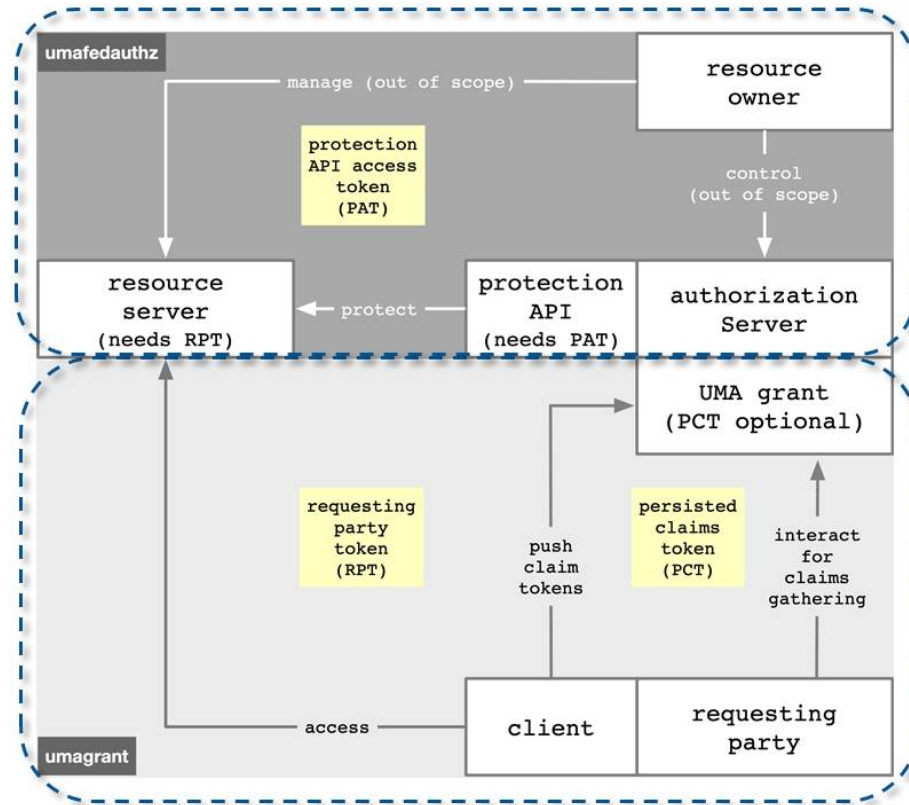 umafedauthz
resource
owner
manage (out of scope)
protection
API access
token
(PAT)
control
(out of scope)
resource
server
(needs RPT)
protect
protection
API
(needs PAT)
authorization
Server
UMA grant
(PCT optional)
requesting
party
token
(RPT)
push
claim
tokens
persisted
claims
token
(PCT)
interact
for
claims
gathering
access
client
requesting
party
umagrant